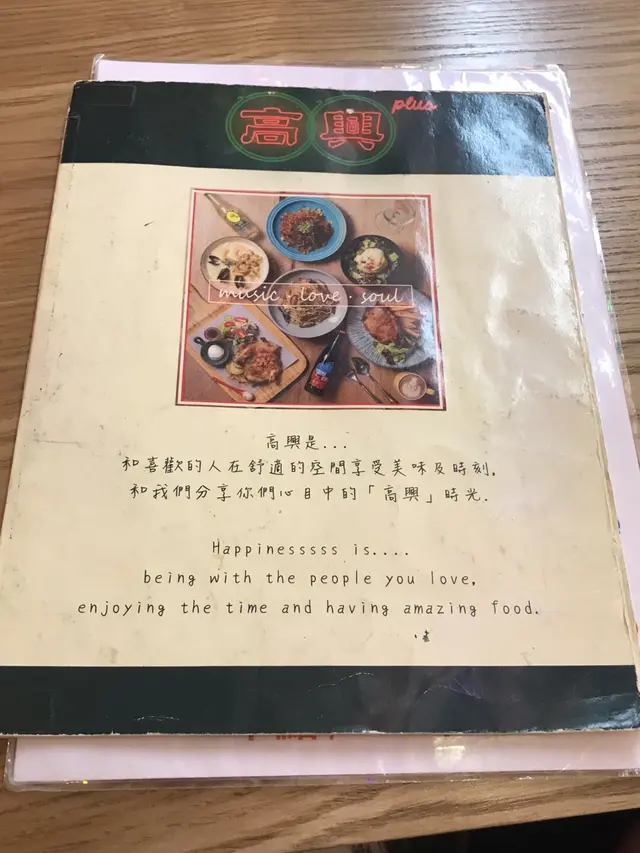 高興 plus
music . love . soul
高興是...
和喜歡的人在舒適的空間享受美味及時刻,
和我們分享你們心目中的「高興」時光.
Happinesssss is....
being with the people you love,
enjoying the time and having amazing food.